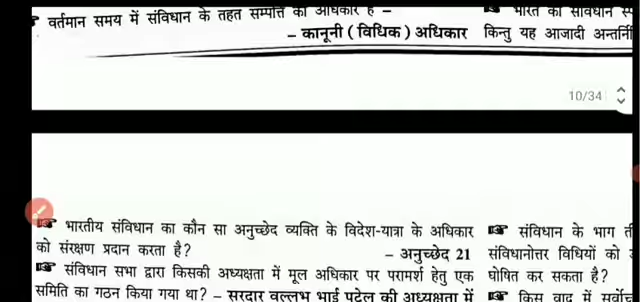 ☞ वर्तमान समय में संविधान के तहत सम्पत्ति का अधिकार है –
– कानूनी ( विधिक ) अधिकार
☞ भारत का संविधान
किन्तु यह आजादी
10/34
☞ भारतीय संविधान का कौन सा अनुच्छेद व्यक्ति के विदेश-यात्रा के अधिकार
को संरक्षण प्रदान करता है?
– अनुच्छेद 21
☞ संविधान सभा द्वारा किसकी अध्यक्षता में मूल अधिकार पर परामर्श हेतु एक
समिति का गठन किया गया था? – सरदार वल्लभ भाई पटेल की अध्यक्षता में
☞ संविधान के भाग
संविधानोत्तर विधियों को
घोषित कर सकता है?
☞ किस वाद में